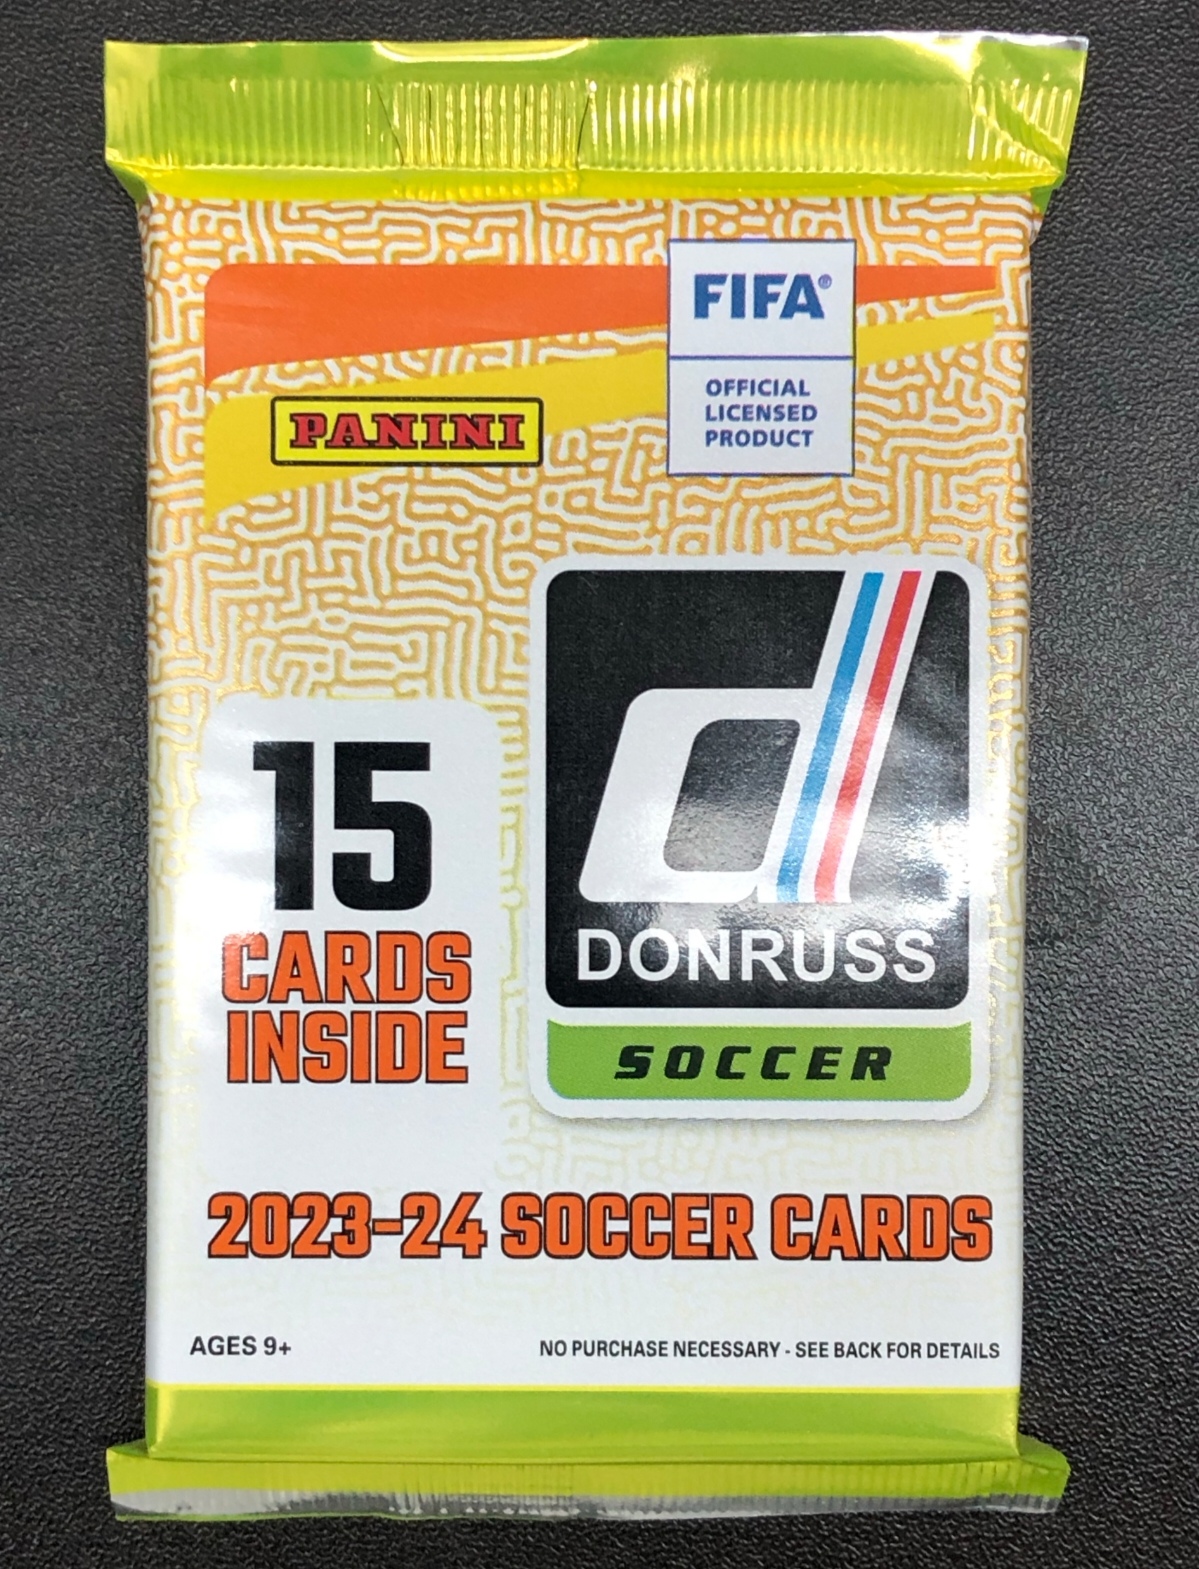 FIFA®
OFFICIAL
LICENSED
PRODUCT
PANINI
d
DONRUSS
SOCCER
15
CARDS
INSIDE
2023-24 SOCCER CARDS
AGES 9+
NO PURCHASE NECESSARY - SEE BACK FOR DETAILS